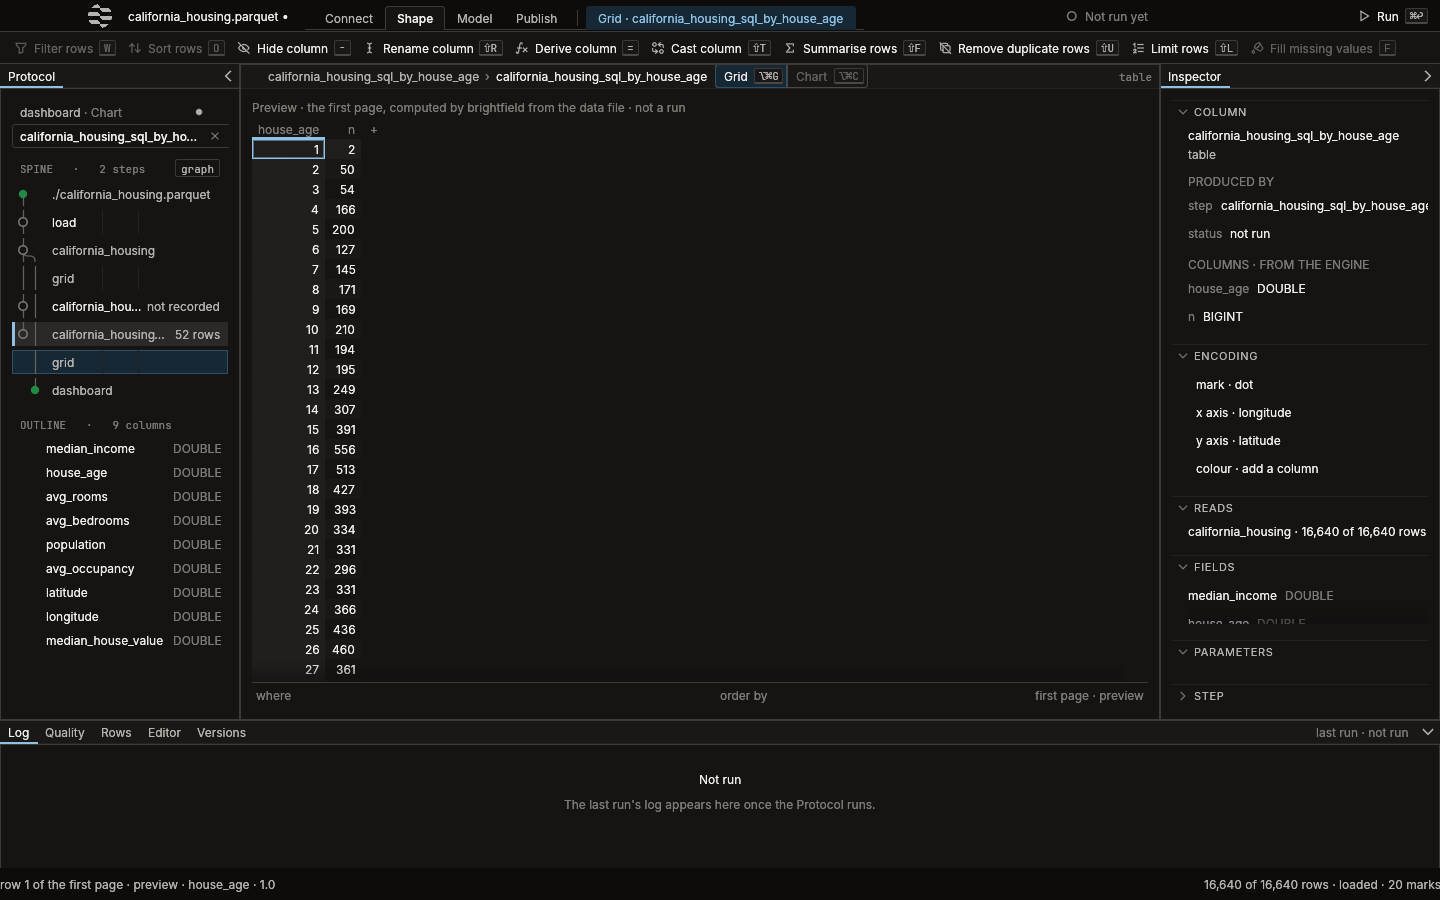 california_housing.parquet •
Connect
Shape
Model
Publish
Grid · california_housing_sql_by_house_age
Not run yet
Run ⌘⏎
Filter rows W
Sort rows O
Hide column -
Rename column ⇧R
Derive column =
Cast column ⇧T
Summarise rows ⇧F
Remove duplicate rows ⇧U
Limit rows ⇧L
Fill missing values F
Protocol
california_housing_sql_by_house_age › california_housing_sql_by_house_age
Grid ⌥⌘G
Chart ⌥⌘C
table
Inspector
dashboard · Chart
california_housing_sql_by_ho... ×
SPINE · 2 steps graph
./california_housing.parquet
load
california_housing
grid
california_hou... not recorded
california_housing... 52 rows
grid
dashboard
OUTLINE · 9 columns
median_income DOUBLE
house_age DOUBLE
avg_rooms DOUBLE
avg_bedrooms DOUBLE
population DOUBLE
avg_occupancy DOUBLE
latitude DOUBLE
longitude DOUBLE
median_house_value DOUBLE
Preview · the first page, computed by brightfield from the data file · not a run
house_age n +
1 2
2 50
3 54
4 166
5 200
6 127
7 145
8 171
9 169
10 210
11 194
12 195
13 249
14 307
15 391
16 556
17 513
18 427
19 393
20 334
21 331
22 296
23 331
24 366
25 436
26 460
27 361
where order by first page · preview
COLUMN
california_housing_sql_by_house_age
table
PRODUCED BY
step california_housing_sql_by_house_age
status not run
COLUMNS · FROM THE ENGINE
house_age DOUBLE
n BIGINT
ENCODING
mark · dot
x axis · longitude
y axis · latitude
colour · add a column
READS
california_housing · 16,640 of 16,640 rows
FIELDS
median_income DOUBLE
house_age DOUBLE
PARAMETERS
STEP
Log
Quality
Rows
Editor
Versions
last run · not run
Not run
The last run's log appears here once the Protocol runs.
row 1 of the first page · preview · house_age · 1.0
16,640 of 16,640 rows · loaded · 20 marks